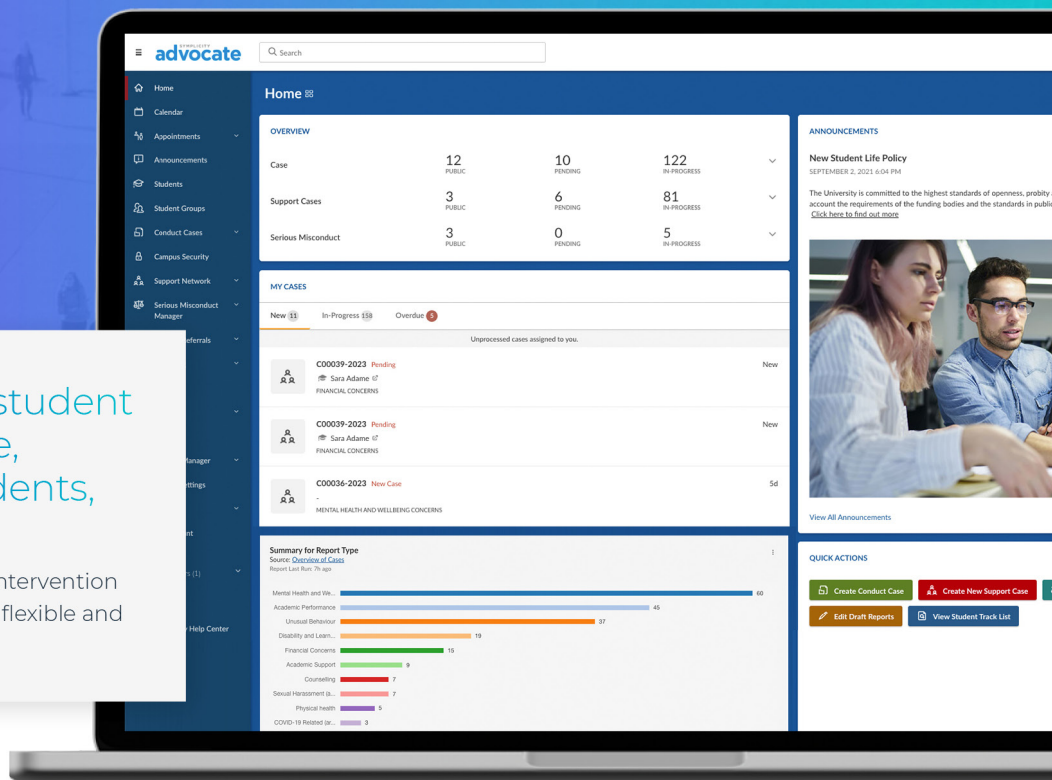 SYMPLICITY
advocate
Search
Home
Calendar
Appointments
Announcements
Students
Student Groups
Conduct Cases
Campus Security
Support Network
Serious Misconduct
Manager
eferrals
Manager
ettings
nt
s (1)
Help Center
student
e,
dents,
ntervention
flexible and
Home
OVERVIEW
Case
12
PUBLIC
10
PENDING
122
IN-PROGRESS
Support Cases
3
PUBLIC
6
PENDING
81
IN-PROGRESS
Serious Misconduct
3
PUBLIC
0
PENDING
5
IN-PROGRESS
MY CASES
New 11 In-Progress 158 Overdue 5
Unprocessed cases assigned to you.
C00039-2023 Pending New
Sara Adame
FINANCIAL CONCERNS
C00039-2023 Pending New
Sara Adame
FINANCIAL CONCERNS
C00036-2023 New Case 5d
-
MENTAL HEALTH AND WELLBEING CONCERNS
Summary for Report Type
Source: Overview of Cases
Report Last Run: 7h ago
Mental Health and We... 60
Academic Performance 45
Unusual Behaviour 37
Disability and Learn... 19
Financial Concerns 15
Academic Support 9
Counselling 7
Sexual Harassment (a... 7
Physical health 5
COVID-19 Related (ar... 3
ANNOUNCEMENTS
New Student Life Policy
SEPTEMBER 2, 2021 6:04 PM
The University is committed to the highest standards of openness, probity
account the requirements of the funding bodies and the standards in public
Click here to find out more
View All Announcements
QUICK ACTIONS
Create Conduct Case
Create New Support Case
Edit Draft Reports
View Student Track List